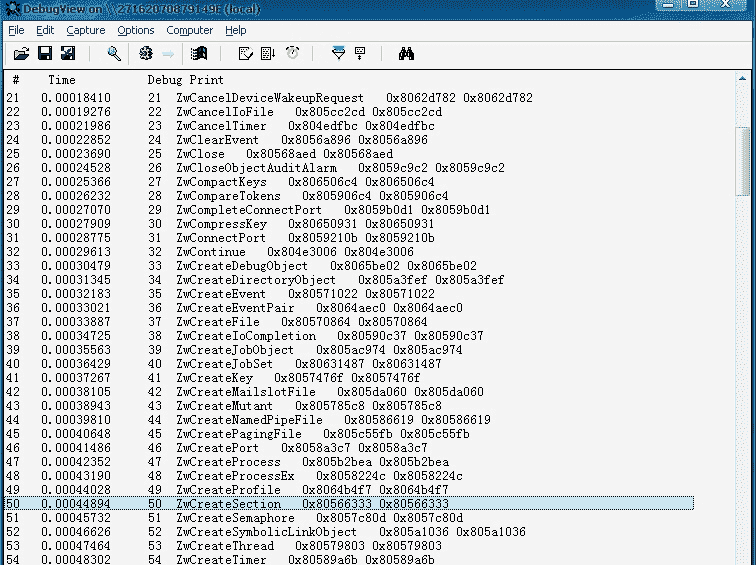 DebugView on \\271620708?9149E (local)
File Edit Capture Options Computer Help
# Time Debug Print
21 0.00018410 21 ZwCancelDeviceWakeupRequest 0x8062d782 0x8062d782
22 0.00019276 22 ZwCancelIoFile 0x805cc2cd 0x805cc2cd
23 0.00021986 23 ZwCancelTimer 0x804edfbc 0x804edfbc
24 0.00022852 24 ZwClearEvent 0x8056a896 0x8056a896
25 0.00023690 25 ZwClose 0x80568aed 0x80568aed
26 0.00024528 26 ZwCloseObjectAuditAlarm 0x8059c9c2 0x8059c9c2
27 0.00025366 27 ZwCompactKeys 0x806506c4 0x806506c4
28 0.00026232 28 ZwCompareTokens 0x805906c4 0x805906c4
29 0.00027070 29 ZwCompleteConnectPort 0x8059b0d1 0x8059b0d1
30 0.00027909 30 ZwCompressKey 0x80650931 0x80650931
31 0.00028775 31 ZwConnectPort 0x8059210b 0x8059210b
32 0.00029613 32 ZwContinue 0x804e3006 0x804e3006
33 0.00030479 33 ZwCreateDebugObject 0x8065be02 0x8065be02
34 0.00031345 34 ZwCreateDirectoryObject 0x805a3fef 0x805a3fef
35 0.00032183 35 ZwCreateEvent 0x80571022 0x80571022
36 0.00033021 36 ZwCreateEventPair 0x8064aec0 0x8064aec0
37 0.00033887 37 ZwCreateFile 0x80570864 0x80570864
38 0.00034725 38 ZwCreateIoCompletion 0x80590c37 0x80590c37
39 0.00035563 39 ZwCreateJobObject 0x805ac974 0x805ac974
40 0.00036429 40 ZwCreateJobSet 0x80631487 0x80631487
41 0.00037267 41 ZwCreateKey 0x8057476f 0x8057476f
42 0.00038105 42 ZwCreateMailslotFile 0x805da060 0x805da060
43 0.00038943 43 ZwCreateMutant 0x805785c8 0x805785c8
44 0.00039810 44 ZwCreateNamedPipeFile 0x80586619 0x80586619
45 0.00040648 45 ZwCreatePagingFile 0x805c55fb 0x805c55fb
46 0.00041486 46 ZwCreatePort 0x8058a3c7 0x8058a3c7
47 0.00042352 47 ZwCreateProcess 0x805b2bea 0x805b2bea
48 0.00043190 48 ZwCreateProcessEx 0x8058224c 0x8058224c
49 0.00044028 49 ZwCreateProfile 0x8064b4f7 0x8064b4f7
50 0.00044894 50 ZwCreateSection 0x80566333 0x80566333
51 0.00045732 51 ZwCreateSemaphore 0x8057c80d 0x8057c80d
52 0.00046626 52 ZwCreateSymbolicLinkObject 0x805a1036 0x805a1036
53 0.00047464 53 ZwCreateThread 0x80579803 0x80579803
54 0.00048302 54 ZwCreateTimer 0x80589a6b 0x80589a6b